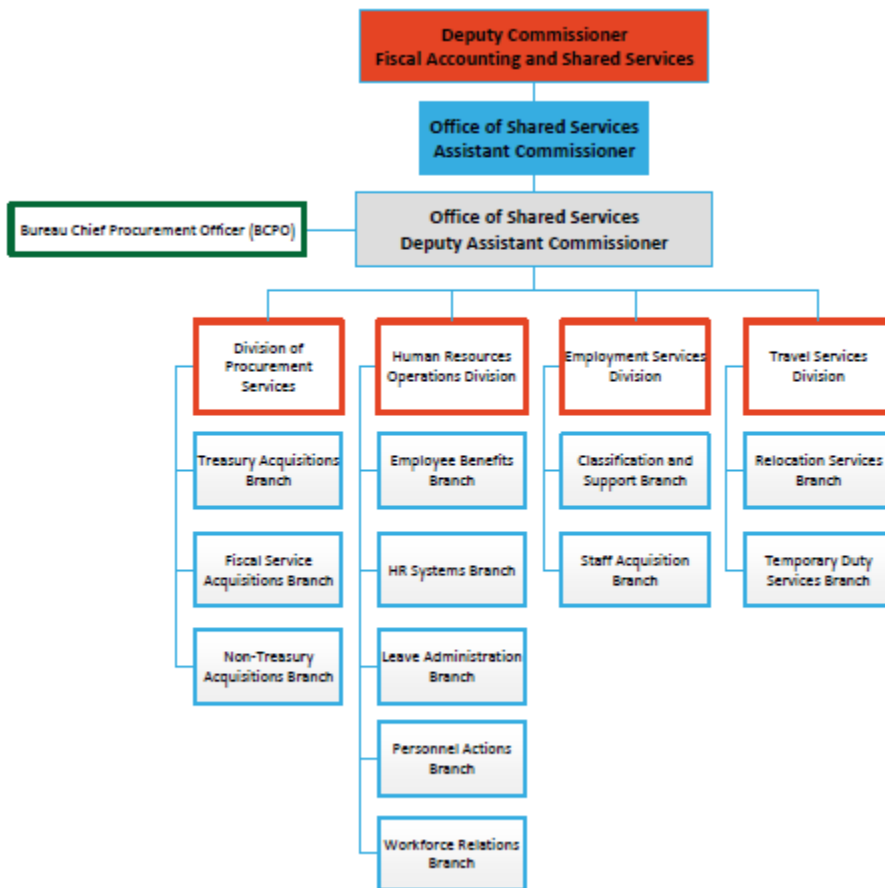 Deputy Commissioner
Fiscal Accounting and Shared Services
Office of Shared Services
Assistant Commissioner
Bureau Chief Procurement Officer (BCPO)
Office of Shared Services
Deputy Assistant Commissioner
Division of
Procurement
Services
Treasury Acquisitions
Branch
Fiscal Service
Acquisitions Branch
Non-Treasury
Acquisitions Branch
Human Resources
Operations Division
Employee Benefits
Branch
HR Systems Branch
Leave Administration
Branch
Personnel Actions
Branch
Workforce Relations
Branch
Employment Services
Division
Classification and
Support Branch
Staff Acquisition
Branch
Travel Services
Division
Relocation Services
Branch
Temporary Duty
Services Branch